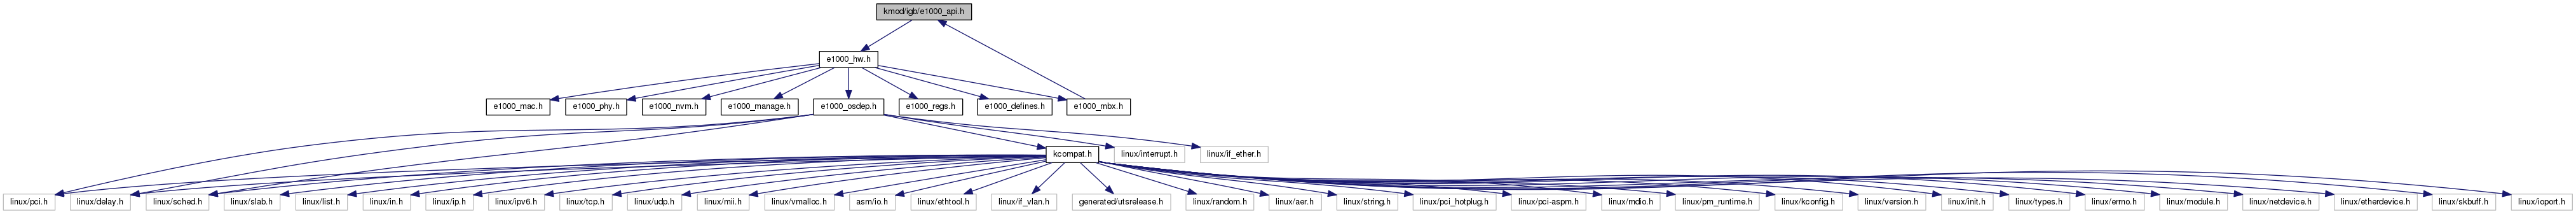 kmod/igb/e1000_api.h
e1000_hw.h
e1000_mac.h
e1000_phy.h
e1000_nvm.h
e1000_manage.h
e1000_osdep.h
e1000_regs.h
e1000_defines.h
e1000_mbx.h
kcompat.h
linux/interrupt.h
linux/if_ether.h
linux/pci.h
linux/delay.h
linux/sched.h
linux/slab.h
linux/list.h
linux/in.h
linux/ip.h
linux/ipv6.h
linux/tcp.h
linux/udp.h
linux/mii.h
linux/vmalloc.h
asm/io.h
linux/ethtool.h
linux/if_vlan.h
generated/utsrelease.h
linux/random.h
linux/aer.h
linux/string.h
linux/pci_hotplug.h
linux/pci-aspm.h
linux/mdio.h
linux/pm_runtime.h
linux/kconfig.h
linux/version.h
linux/init.h
linux/types.h
linux/errno.h
linux/module.h
linux/netdevice.h
linux/etherdevice.h
linux/skbuff.h
linux/ioport.h